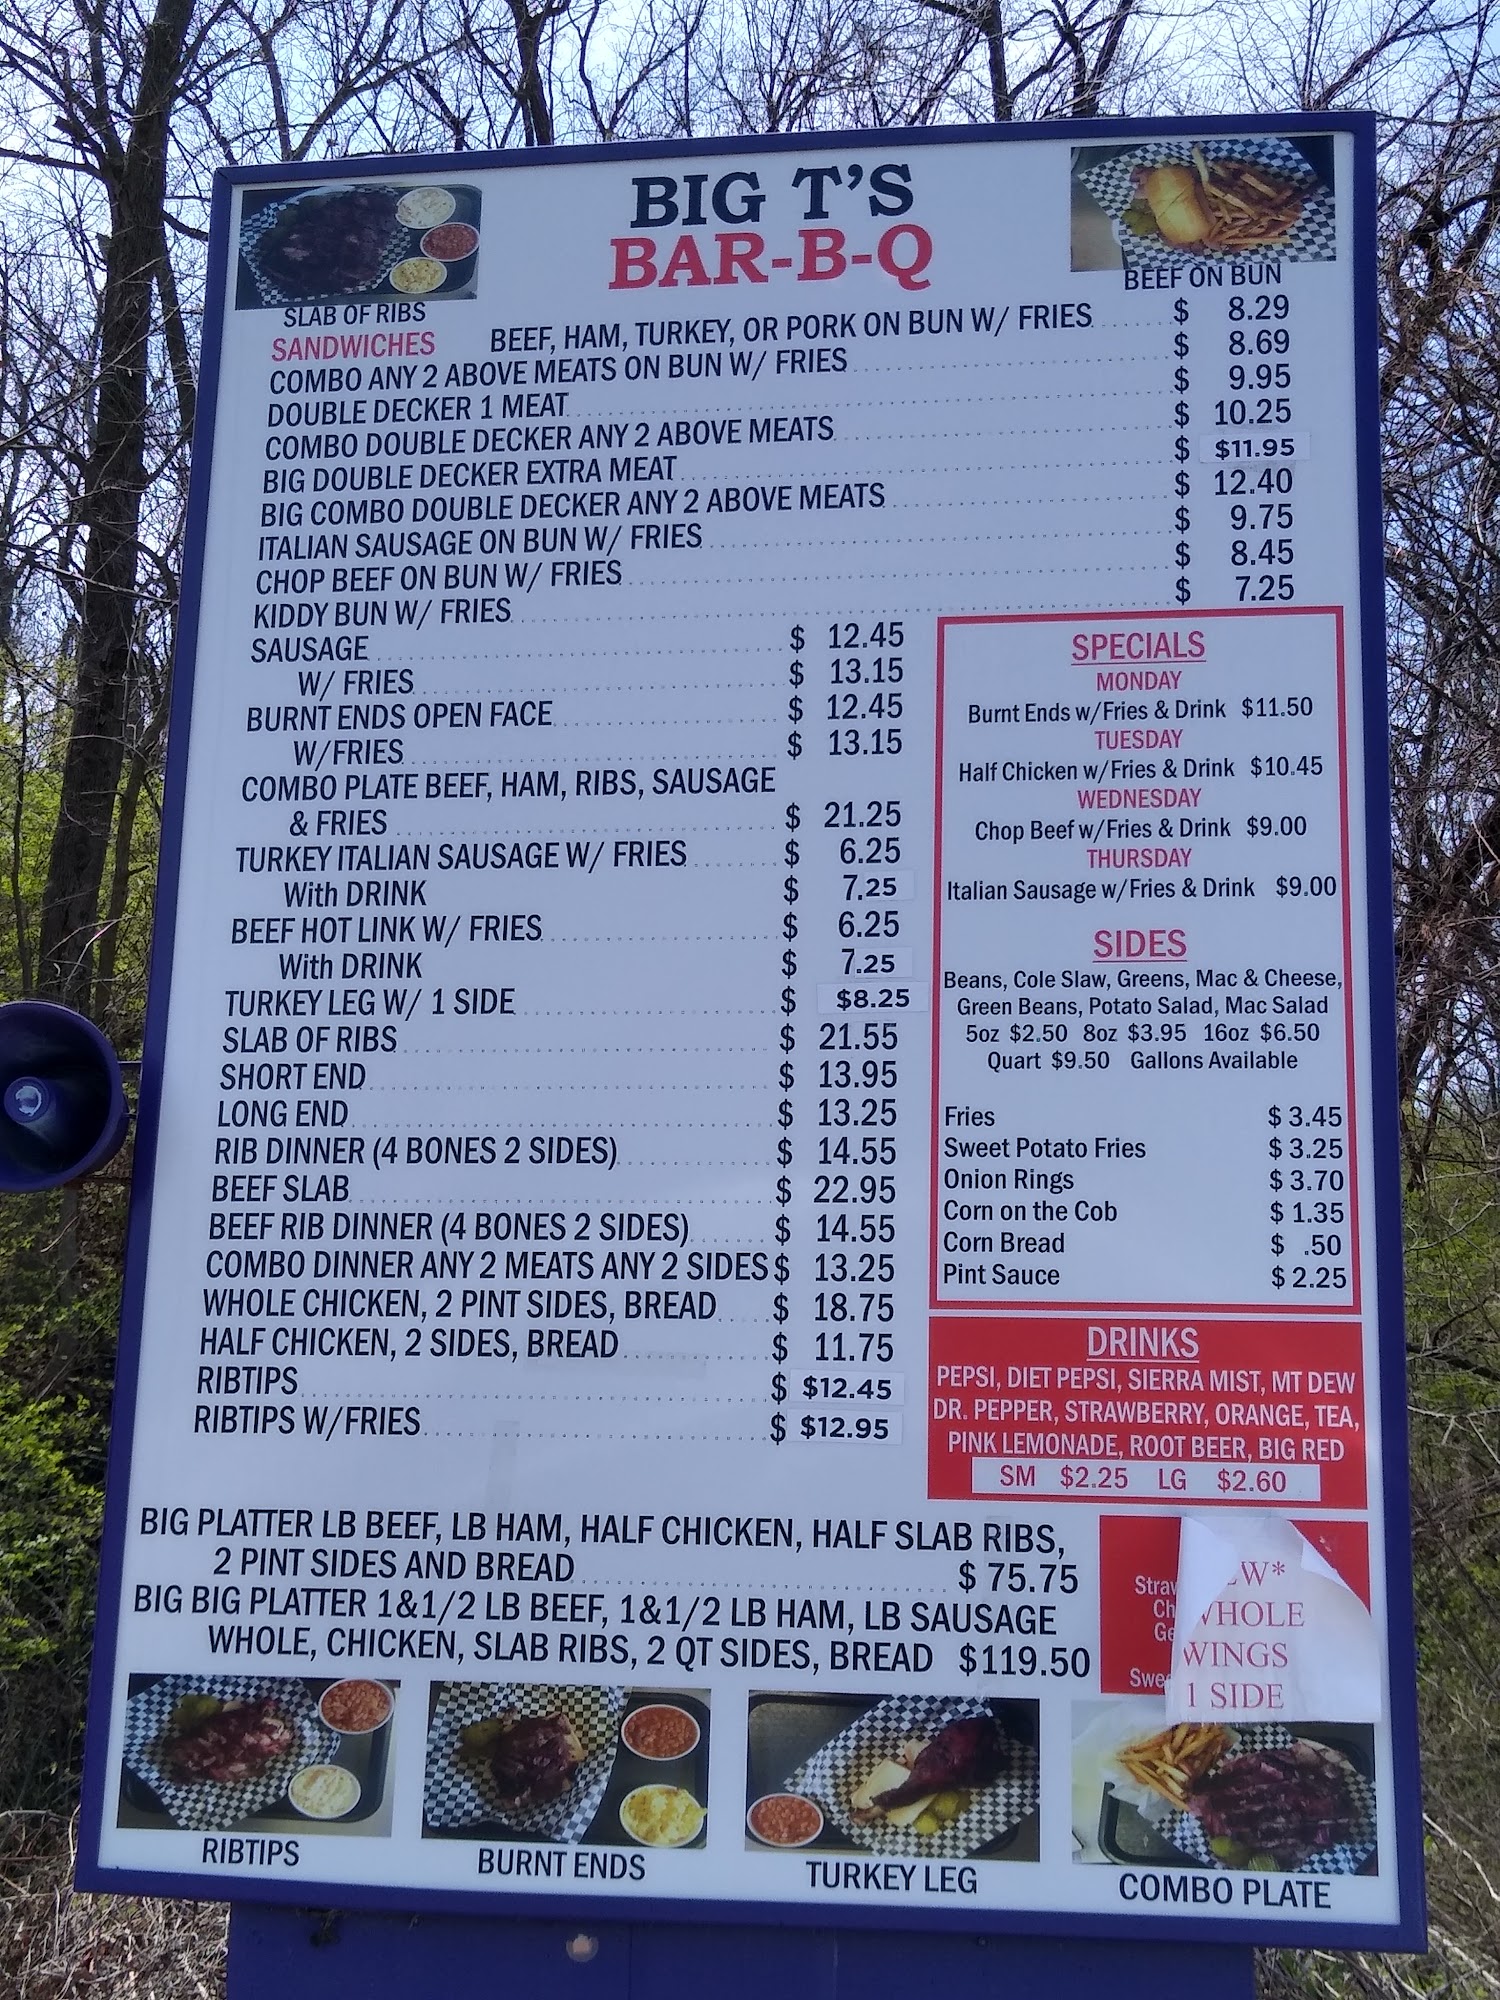 BIG T'S
BAR-B-Q
SLAB OF RIBS
BEEF ON BUN
SANDWICHES BEEF, HAM, TURKEY, OR PORK ON BUN W/ FRIES $ 8.29
COMBO ANY 2 ABOVE MEATS ON BUN W/ FRIES $ 8.69
DOUBLE DECKER 1 MEAT $ 9.95
COMBO DOUBLE DECKER ANY 2 ABOVE MEATS $ 10.25
BIG DOUBLE DECKER EXTRA MEAT $ $11.95
BIG COMBO DOUBLE DECKER ANY 2 ABOVE MEATS $ 12.40
ITALIAN SAUSAGE ON BUN W/ FRIES $ 9.75
CHOP BEEF ON BUN W/ FRIES $ 8.45
KIDDY BUN W/ FRIES $ 7.25
SAUSAGE $ 12.45
W/ FRIES $ 13.15
BURNT ENDS OPEN FACE $ 12.45
W/FRIES $ 13.15
COMBO PLATE BEEF, HAM, RIBS, SAUSAGE
& FRIES $ 21.25
TURKEY ITALIAN SAUSAGE W/ FRIES $ 6.25
With DRINK $ 7.25
BEEF HOT LINK W/ FRIES $ 6.25
With DRINK $ 7.25
TURKEY LEG W/ 1 SIDE $ $8.25
SLAB OF RIBS $ 21.55
SHORT END $ 13.95
LONG END $ 13.25
RIB DINNER (4 BONES 2 SIDES) $ 14.55
BEEF SLAB $ 22.95
BEEF RIB DINNER (4 BONES 2 SIDES) $ 14.55
COMBO DINNER ANY 2 MEATS ANY 2 SIDES $ 13.25
WHOLE CHICKEN, 2 PINT SIDES, BREAD $ 18.75
HALF CHICKEN, 2 SIDES, BREAD $ 11.75
RIBTIPS $ $12.45
RIBTIPS W/FRIES $ $12.95
SPECIALS
MONDAY
Burnt Ends w/Fries & Drink $11.50
TUESDAY
Half Chicken w/Fries & Drink $10.45
WEDNESDAY
Chop Beef w/Fries & Drink $9.00
THURSDAY
Italian Sausage w/Fries & Drink $9.00
SIDES
Beans, Cole Slaw, Greens, Mac & Cheese,
Green Beans, Potato Salad, Mac Salad
5oz $2.50 8oz $3.95 16oz $6.50
Quart $9.50 Gallons Available
Fries $ 3.45
Sweet Potato Fries $ 3.25
Onion Rings $ 3.70
Corn on the Cob $ 1.35
Corn Bread $ .50
Pint Sauce $ 2.25
DRINKS
PEPSI, DIET PEPSI, SIERRA MIST, MT DEW
DR. PEPPER, STRAWBERRY, ORANGE, TEA,
PINK LEMONADE, ROOT BEER, BIG RED
SM $2.25 LG $2.60
BIG PLATTER LB BEEF, LB HAM, HALF CHICKEN, HALF SLAB RIBS,
2 PINT SIDES AND BREAD $ 75.75
BIG BIG PLATTER 1&1/2 LB BEEF, 1&1/2 LB HAM, LB SAUSAGE
WHOLE, CHICKEN, SLAB RIBS, 2 QT SIDES, BREAD $119.50
WHOLE
WINGS
1 SIDE
RIBTIPS
BURNT ENDS
TURKEY LEG
COMBO PLATE